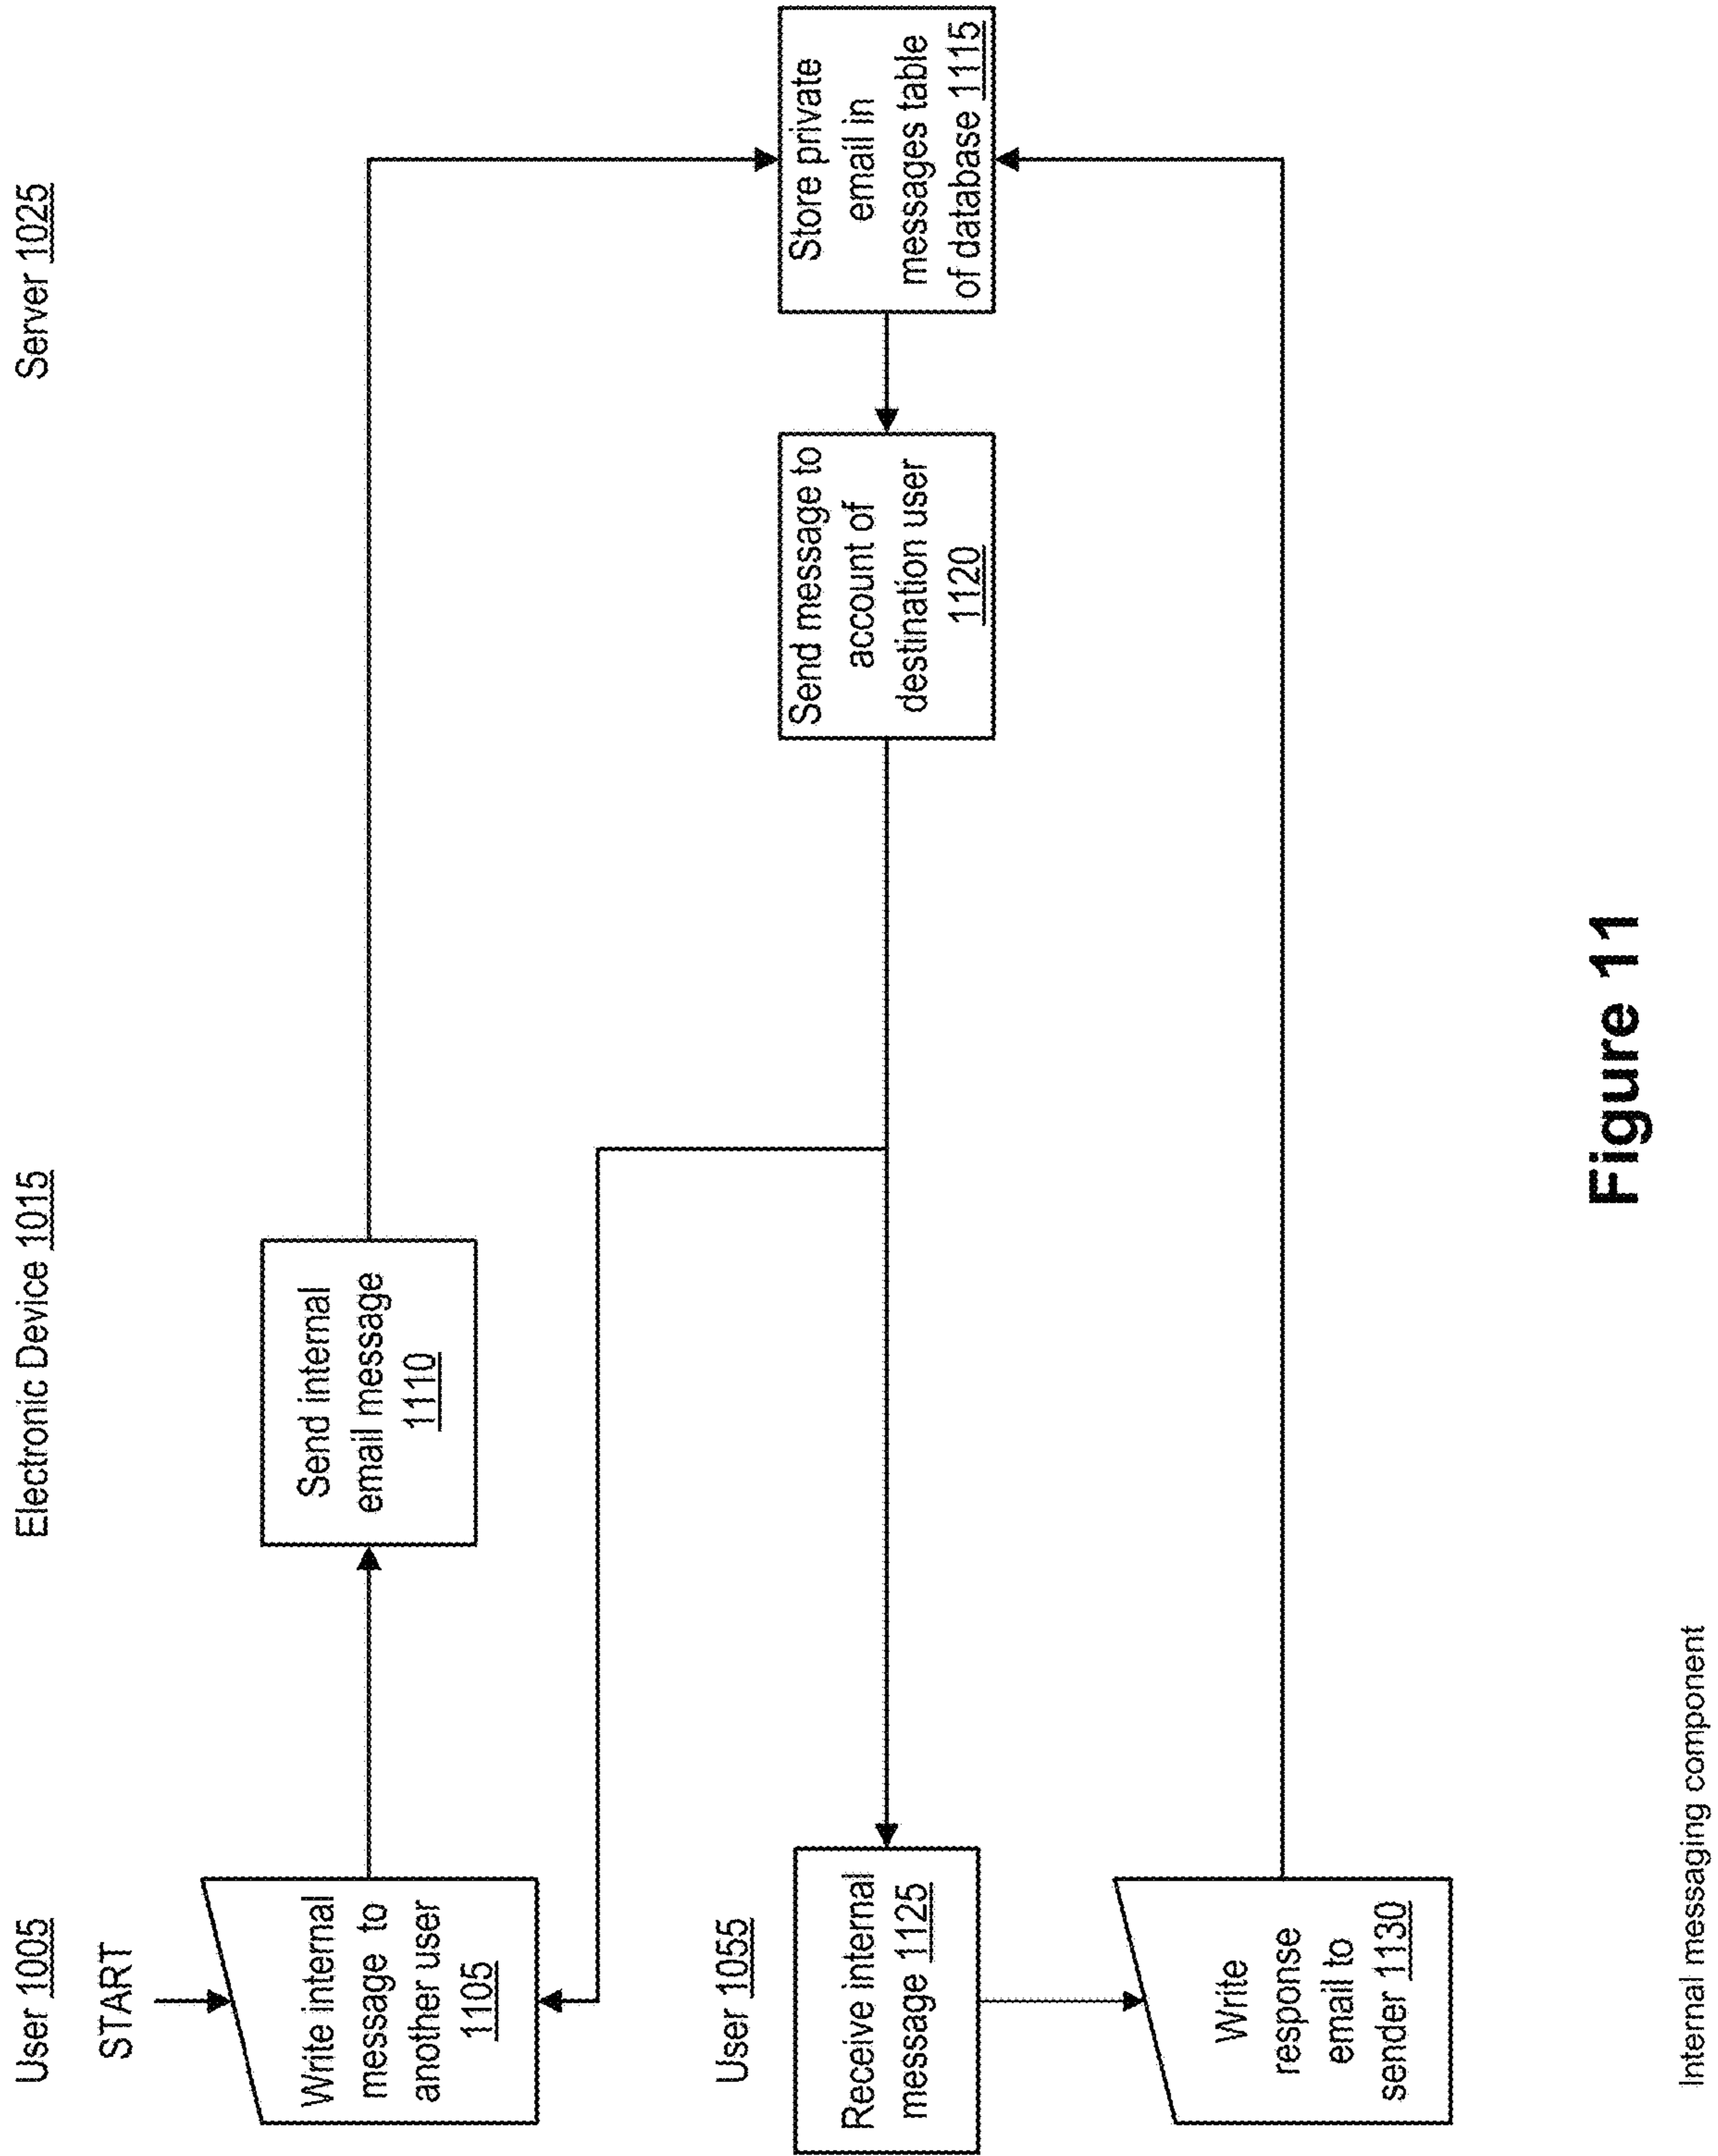 User 1005
Electronic Device 1015
Server 1025
START
Write internal
message to
another user
1105
Send internal
email message
1110
Store private
email in
messages table
of database 1115
Send message to
account of
destination user
1120
User 1055
Receive internal
message 1125
Write
response
email to
sender 1130
Figure 11
Internal messaging component